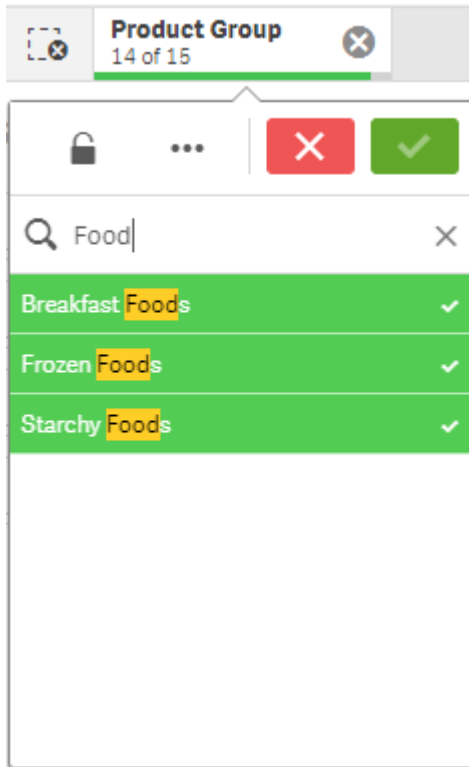 Product Group
14 of 15
Food
Breakfast Foods
Frozen Foods
Starchy Foods